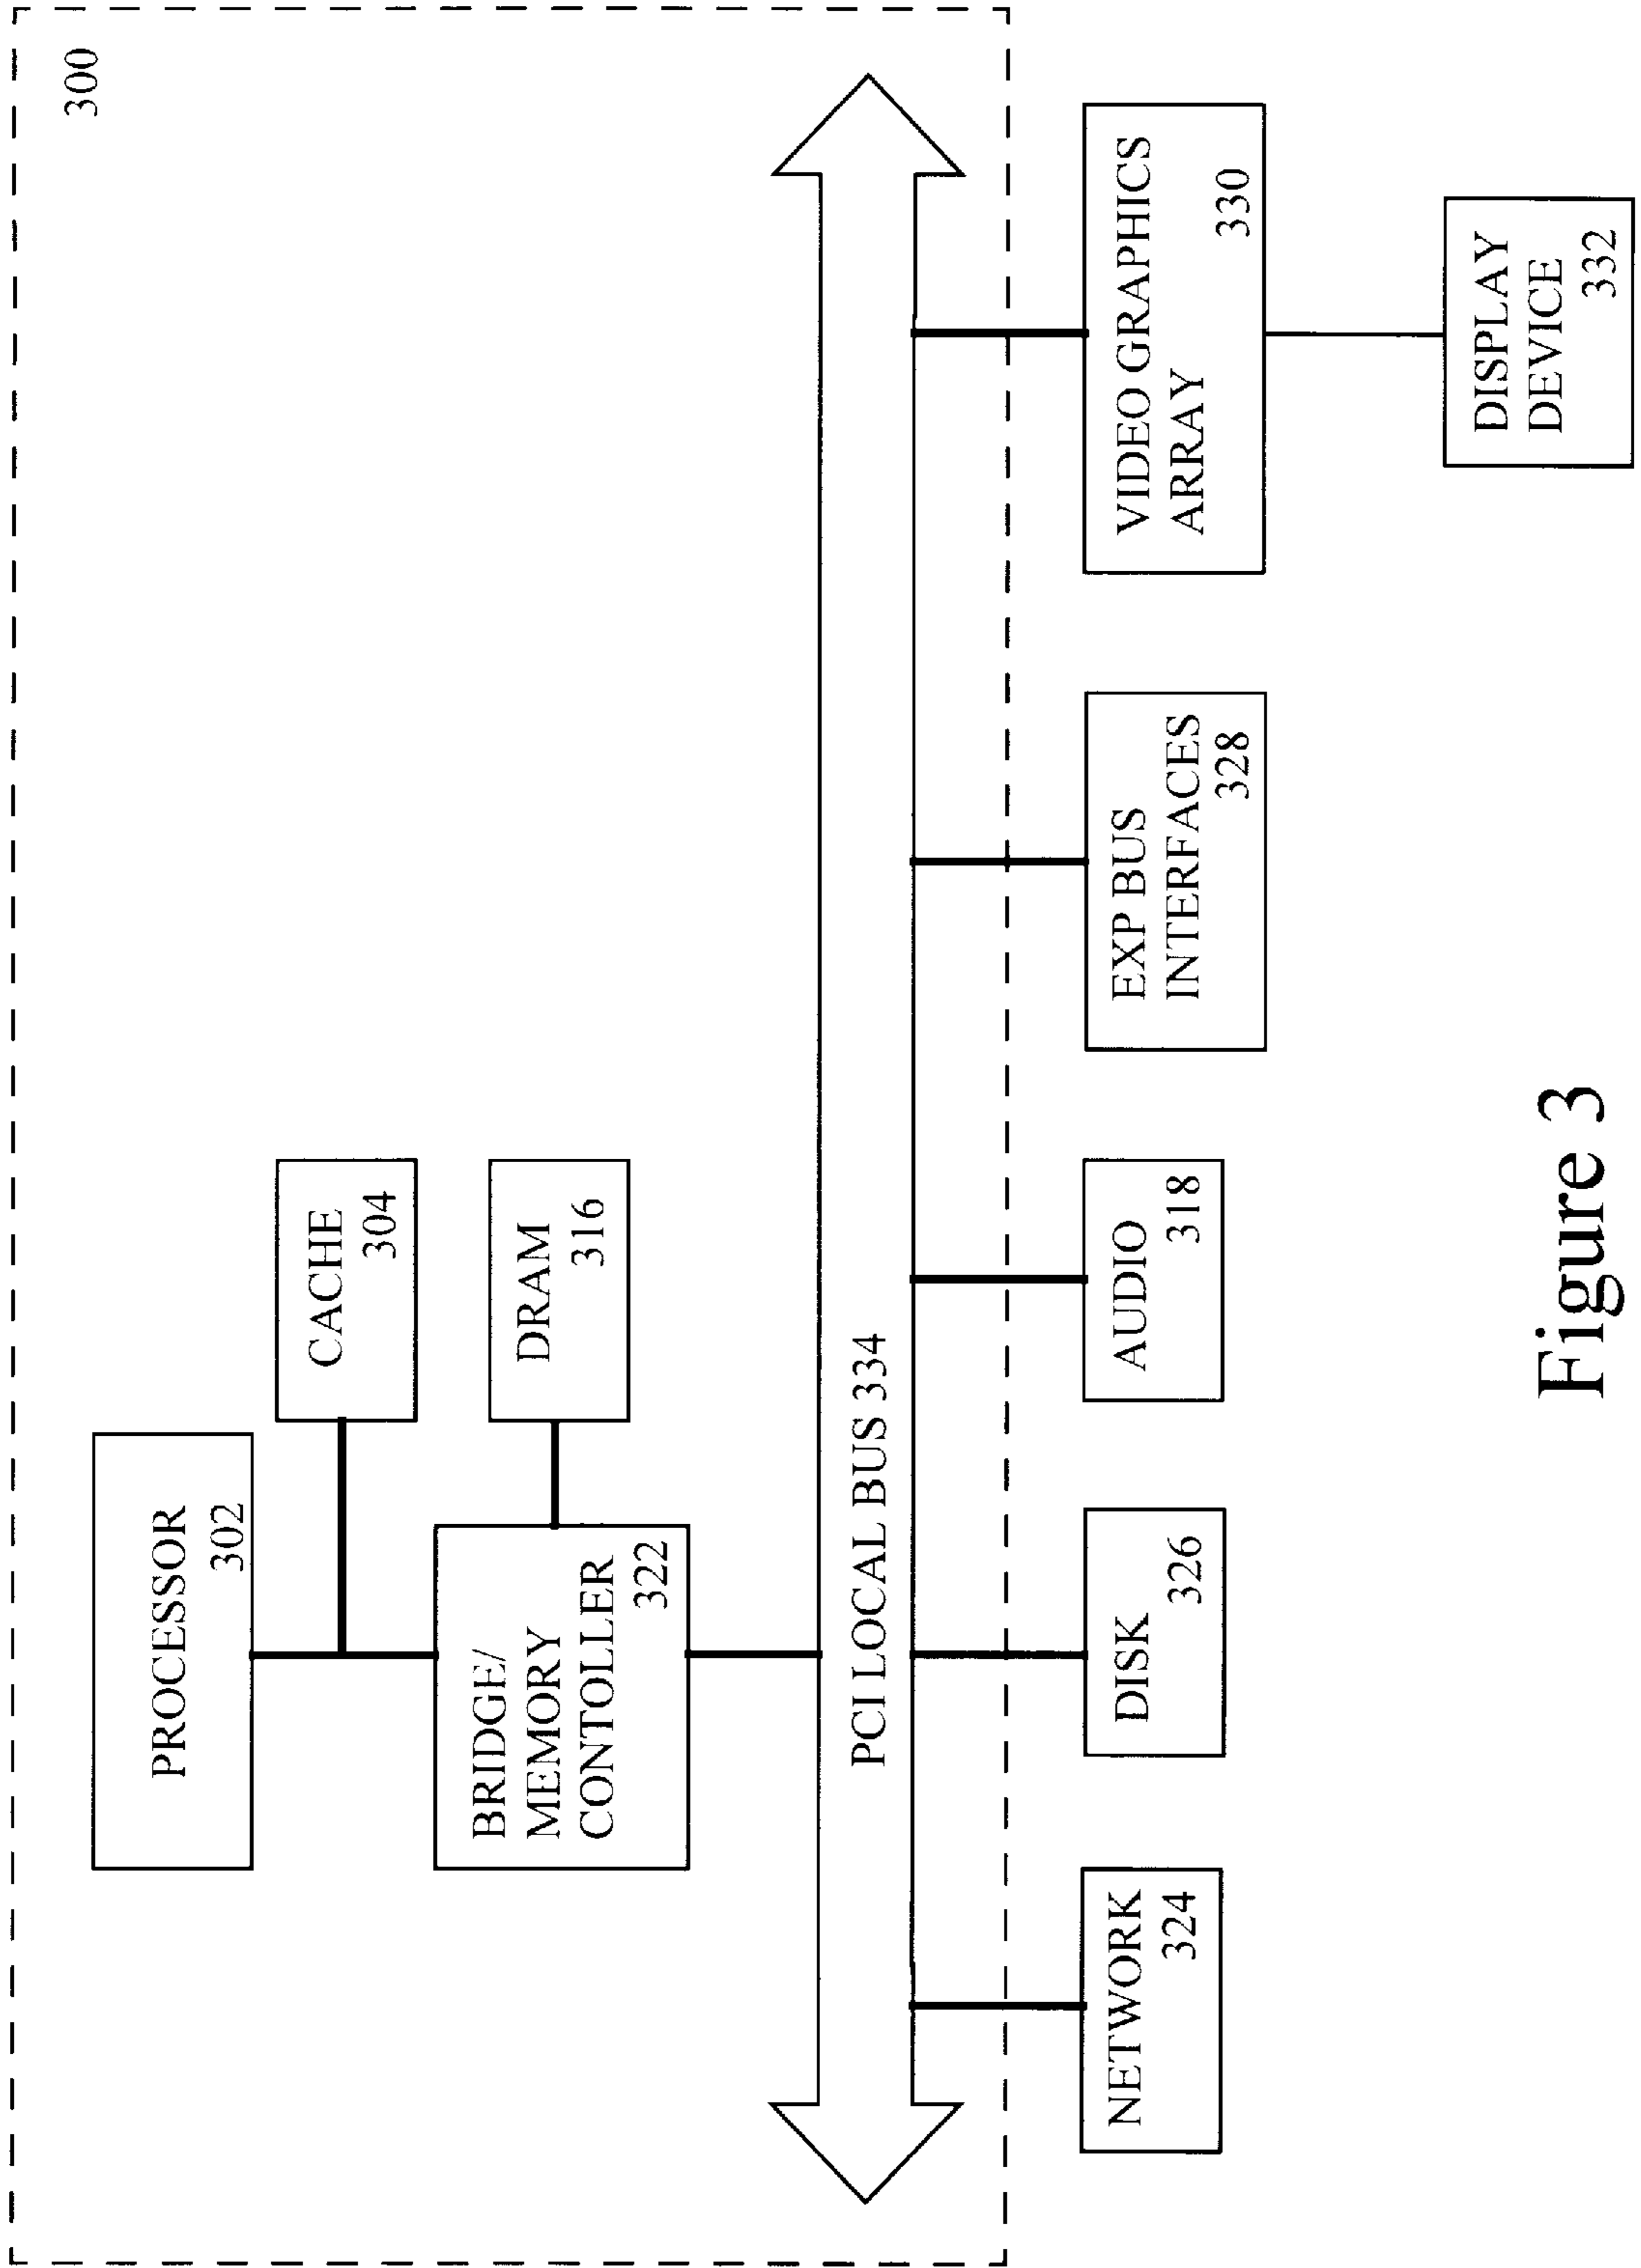 300
PROCESSOR
302
CACHE
304
BRIDGE/
MEMORY
CONTOLLER
322
DRAM
316
PCI LOCAL BUS 334
NETWORK
324
DISK
326
AUDIO
318
EXP BUS
INTERFACES
328
VIDEO GRAPHICS
ARRAY
330
DISPLAY
DEVICE
332
Figure 3